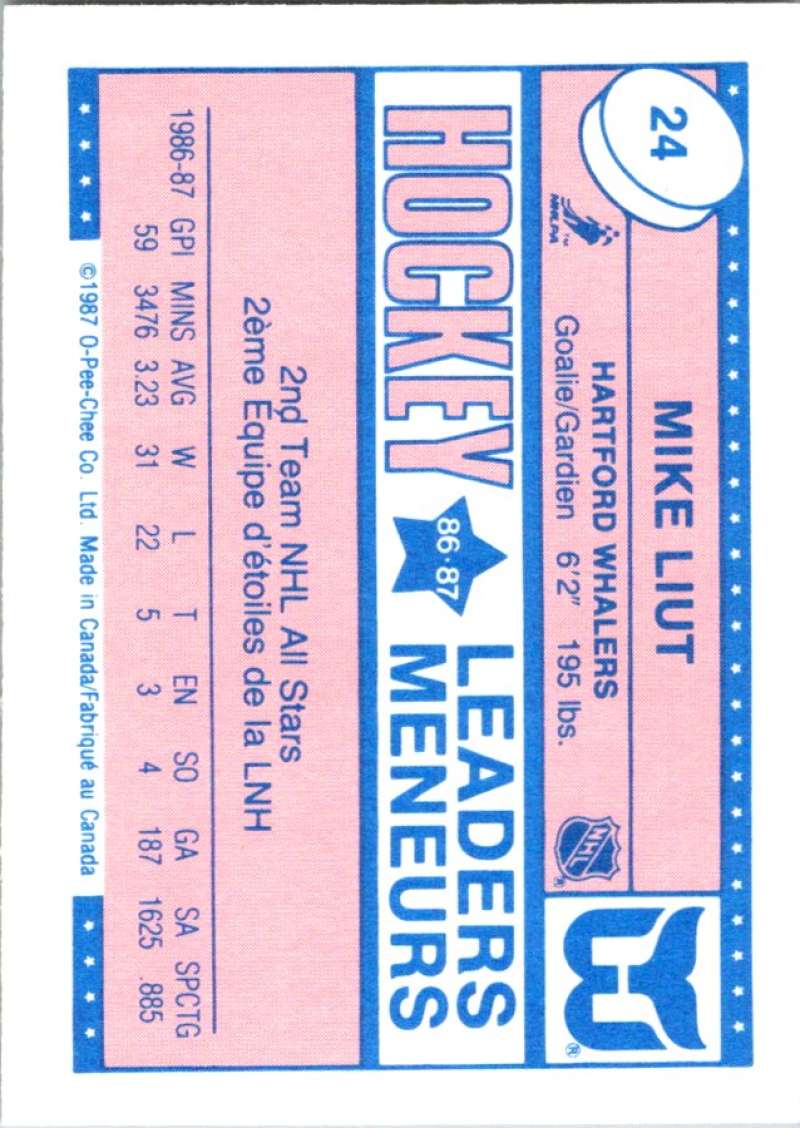 24
MIKE LIUT
NHLPA™
HARTFORD WHALERS
Goalie/Gardien 6'2" 195 lbs.
NHL®
®
HOCKEY 86·87 LEADERS
MENEURS
2nd Team NHL All Stars
2ème Équipe d'étoiles de la LNH
1986-87 GPI MINS AVG W L T EN SO GA SA SPCTG
59 3476 3.23 31 22 5 3 4 187 1625 .885
©1987 O-Pee-Chee Co. Ltd. Made in Canada/Fabriqué au Canada